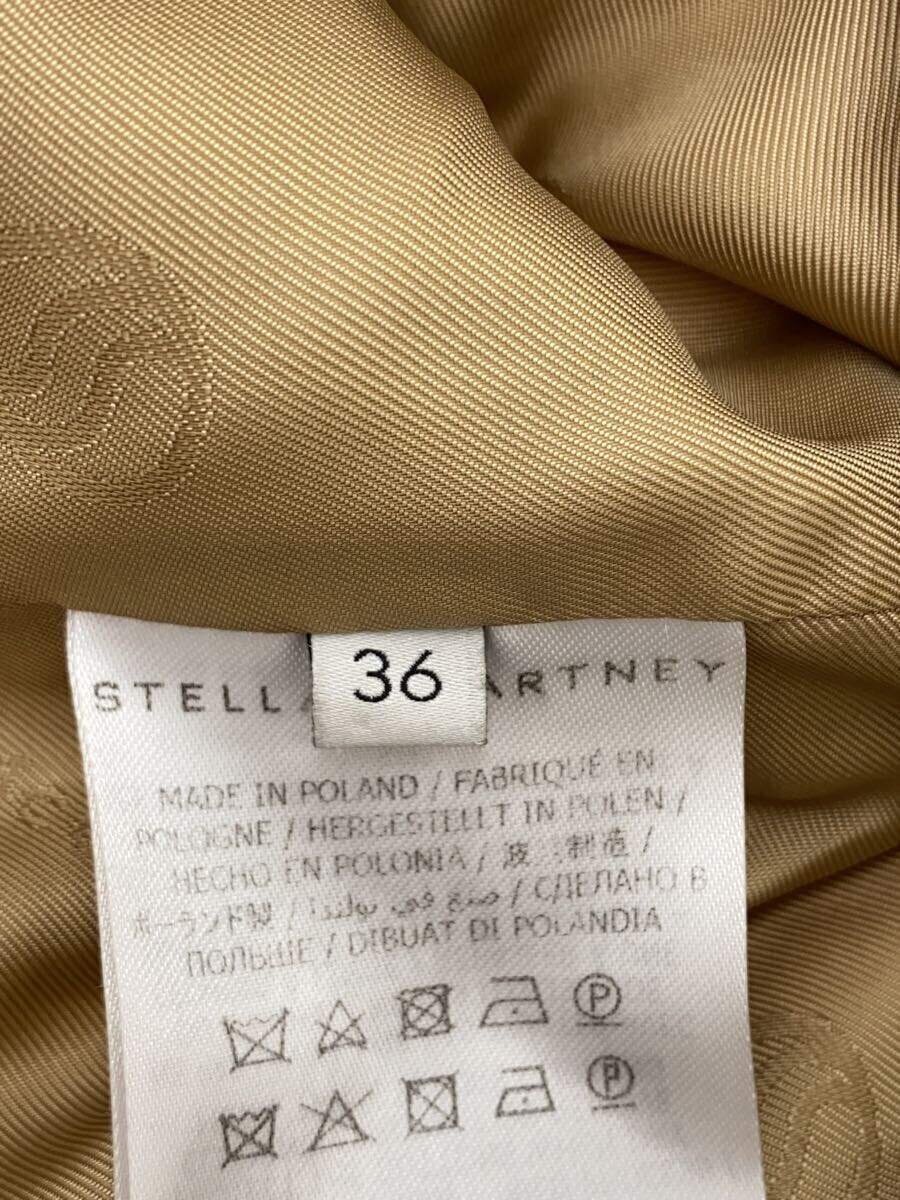 36
STELL ARTNEY
MADE IN POLAND / FABRIQUÉ EN
POLOGNE / HERGESTELLT IN POLEN /
HECHO EN POLONIA / 波兰制造 /
ポーランド製 / صنع في بولندا / СДЕЛАНО В
ПОЛЬШЕ / DIBUAT DI POLANDIA
P
P